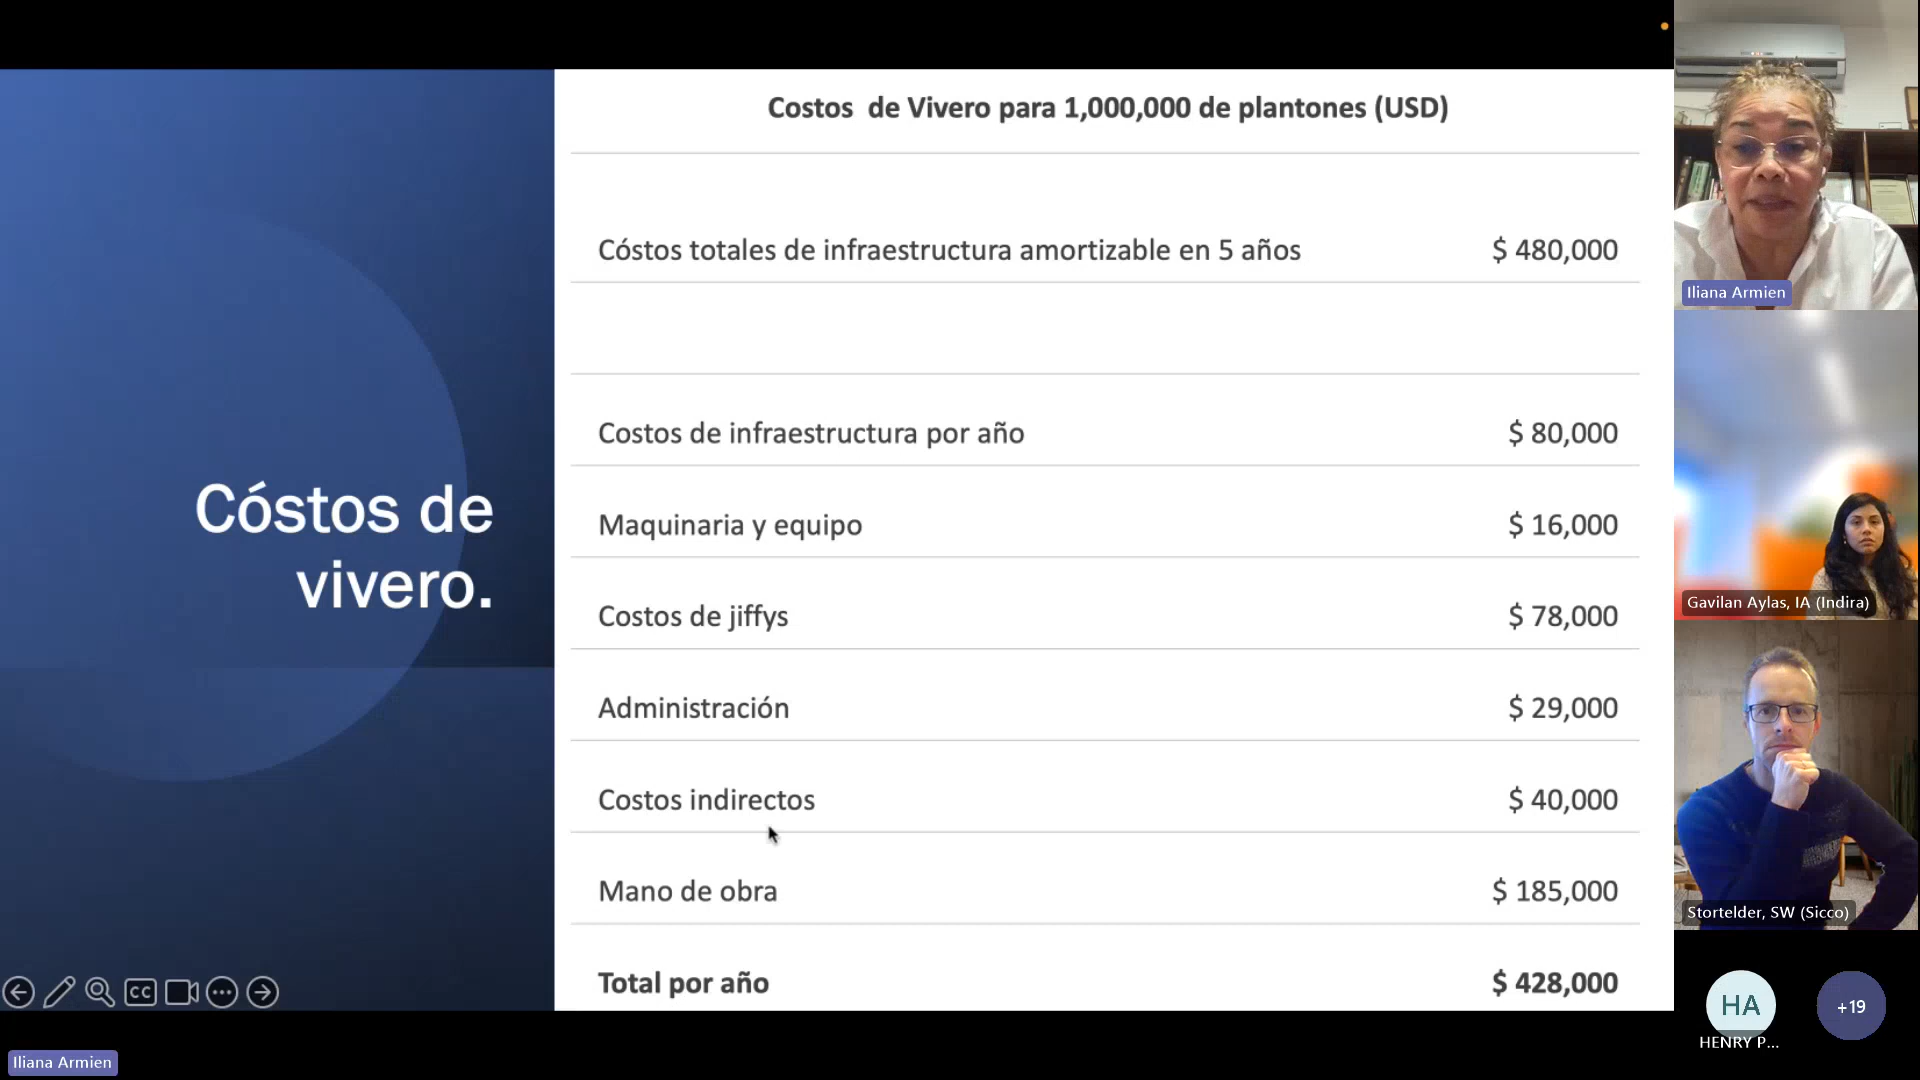 Costos de Vivero para 1,000,000 de plantones (USD)
Cóstos totales de infraestructura amortizable en 5 años $ 480,000
Costos de infraestructura por año $ 80,000
Maquinaria y equipo $ 16,000
Costos de jiffys $ 78,000
Administración $ 29,000
Costos indirectos $ 40,000
Mano de obra $ 185,000
Total por año $ 428,000
Cóstos de
vivero.
CC
Iliana Armien
Iliana Armien
Gavilan Aylas, IA (Indira)
Stortelder, SW (Sicco)
HA
HENRY P...
+19